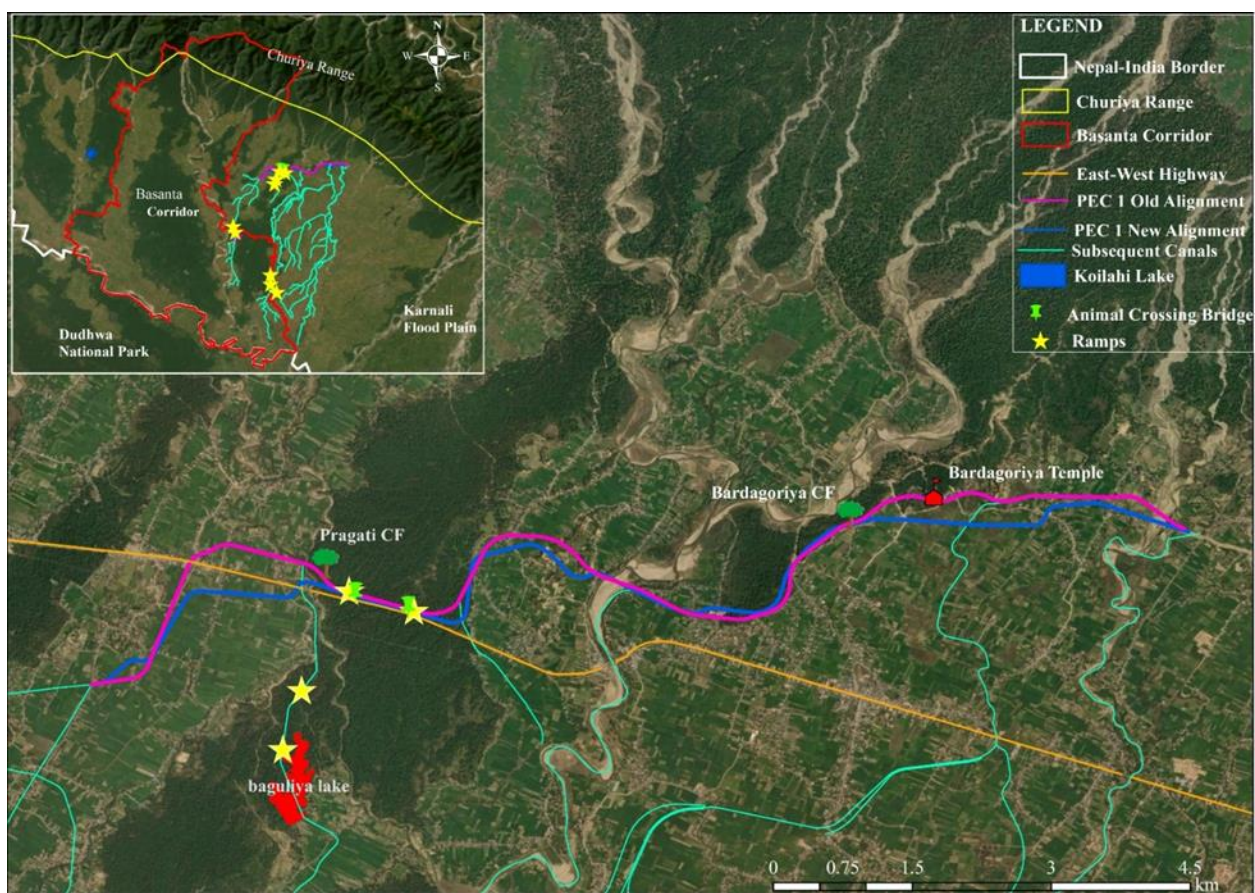 Churiya Range
N
W
E
S
Basanta
Corridor
Dudhwa
National Park
Karnali
Flood Plain
LEGEND
Nepal-India Border
Churiya Range
Basanta Corridor
East-West Highway
PEC 1 Old Alignment
PEC 1 New Alignment
Subsequent Canals
Koilahi Lake
Animal Crossing Bridge
Ramps
Bardagoriya Temple
Bardagoriya CF
Pragati CF
baguliya lake
0 0.75 1.5 3 4.5
km